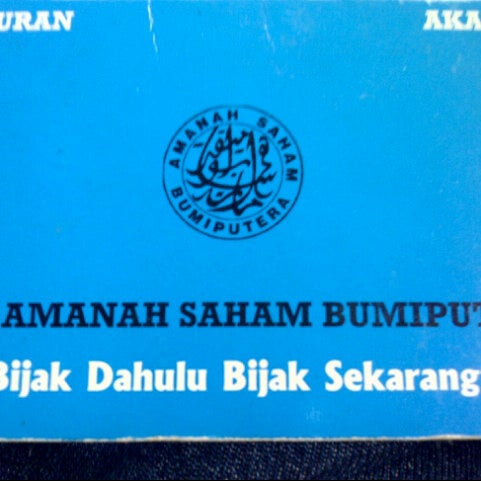 URAN AKA
AMANAH SAHAM
BUMIPUTERA
AMANAH SAHAM BUMIPUT
Bijak Dahulu Bijak Sekarang